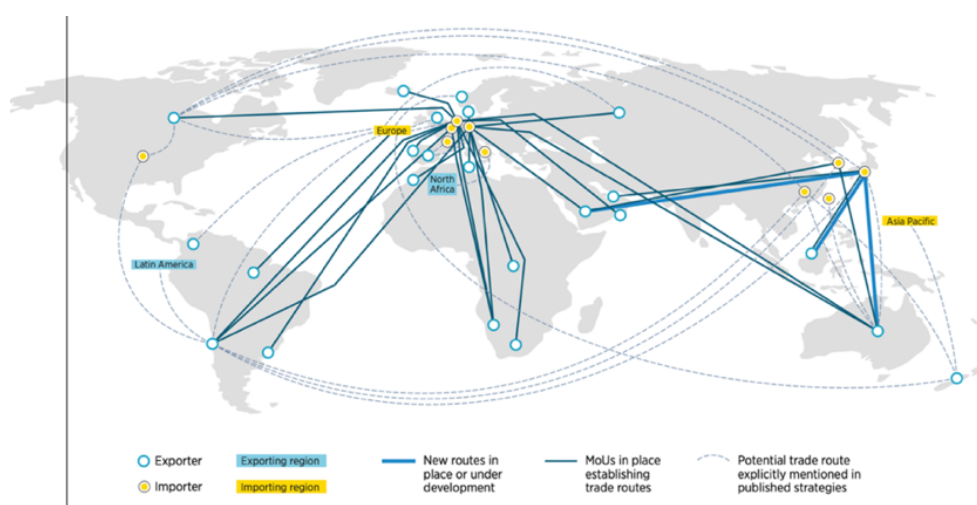 Europe
North
Africa
Latin America
Asia Pacific
Exporter
Exporting region
New routes in
place or under
development
MoUs in place
establishing
trade routes
Potential trade route
explicitly mentioned in
published strategies
Importer
Importing region